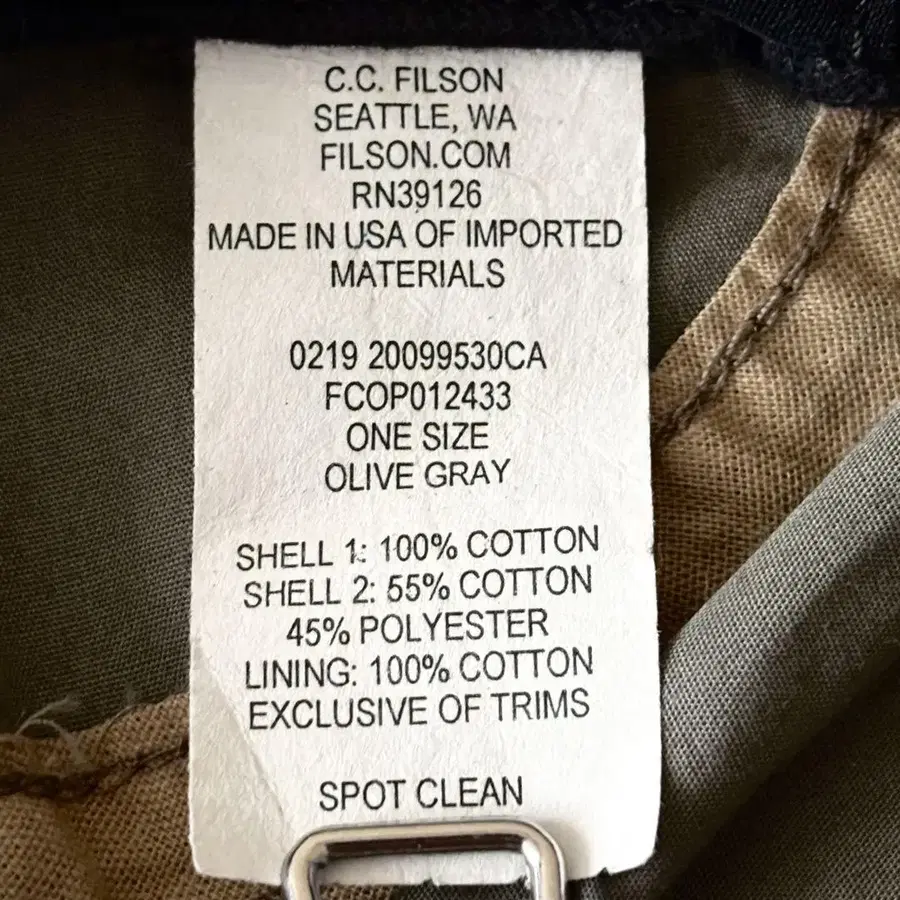 C.C. FILSON
SEATTLE, WA
FILSON.COM
RN39126
MADE IN USA OF IMPORTED
MATERIALS
0219 20099530CA
FCOP012433
ONE SIZE
OLIVE GRAY
SHELL 1: 100% COTTON
SHELL 2: 55% COTTON
45% POLYESTER
LINING: 100% COTTON
EXCLUSIVE OF TRIMS
SPOT CLEAN